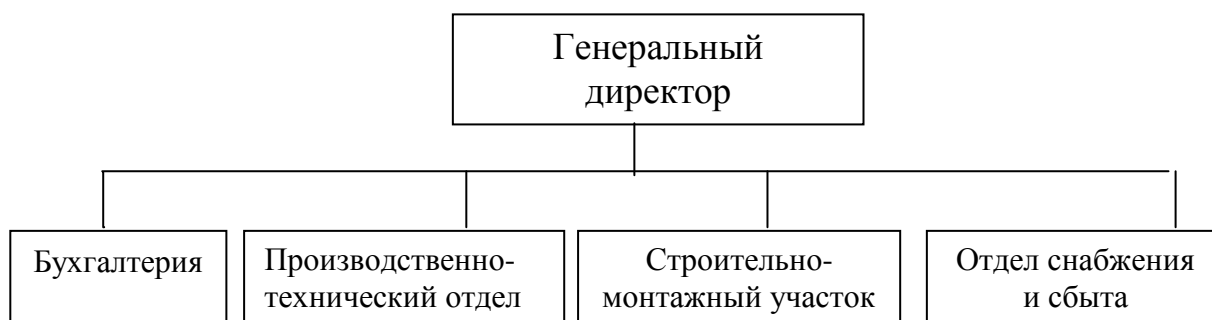 Генеральный
директор
Бухгалтерия
Производственно-
технический отдел
Строительно-
монтажный участок
Отдел снабжения
и сбыта